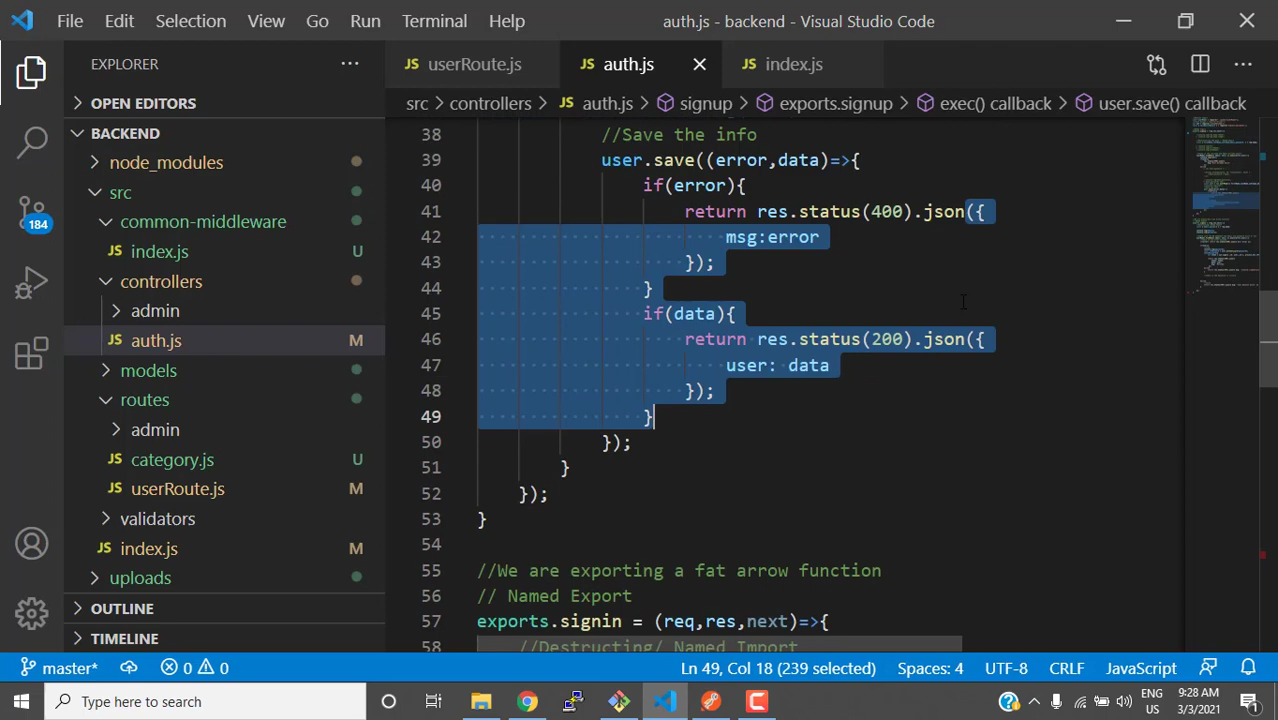 File Edit Selection View Go Run Terminal Help auth.js - backend - Visual Studio Code
EXPLORER
userRoute.js auth.js index.js
OPEN EDITORS
src controllers auth.js signup exports.signup exec() callback user.save() callback
BACKEND
node_modules
src
common-middleware
index.js U
controllers
admin
auth.js M
models
routes
admin
category.js U
userRoute.js M
validators
index.js M
uploads
OUTLINE
TIMELINE
184
38 //Save the info
39 user.save((error,data)=>{
40 if(error){
41 return res.status(400).json({
42 msg:error
43 });
44 }
45 if(data){
46 return res.status(200).json({
47 user: data
48 });
49 }
50 });
51 }
52 });
53 }
54
55 //We are exporting a fat arrow function
56 // Named Export
57 exports.signin = (req,res,next)=>{
58 //Destructing/ Named Import
master* 0 0 Ln 49, Col 18 (239 selected) Spaces: 4 UTF-8 CRLF JavaScript
Type here to search
ENG
US
9:28 AM
3/3/2021
1